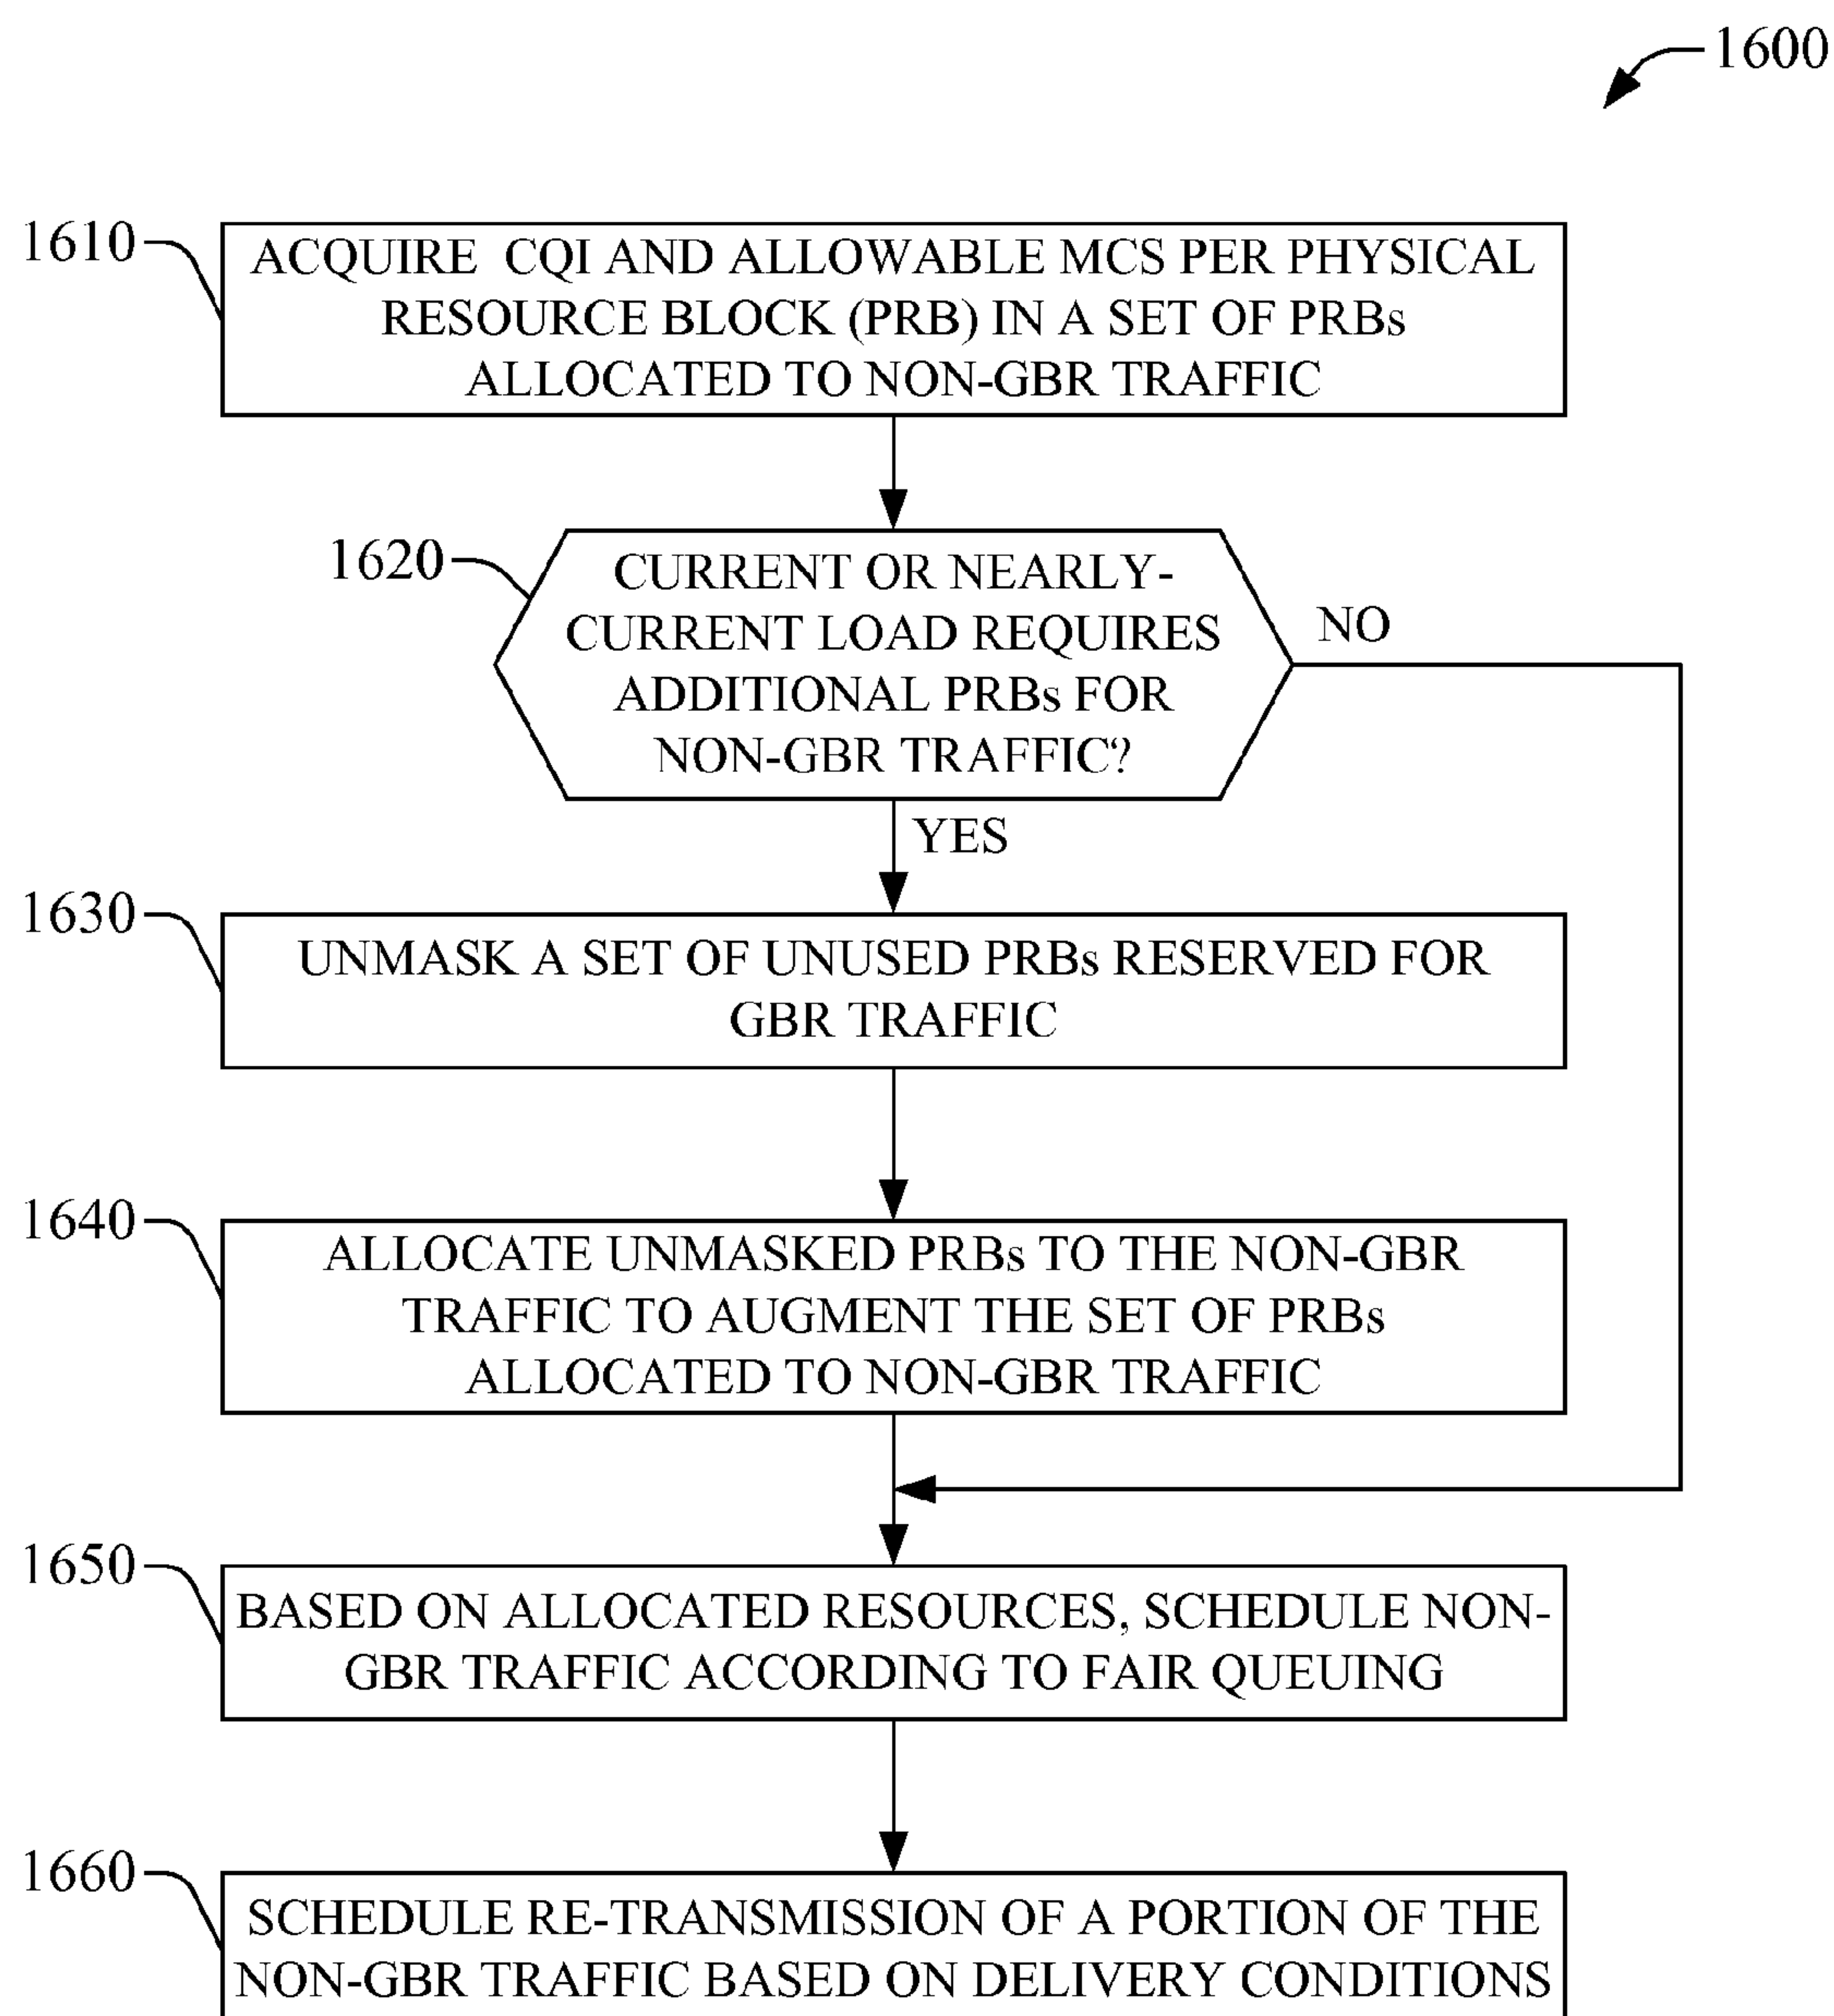 1600
1610
ACQUIRE CQI AND ALLOWABLE MCS PER PHYSICAL
RESOURCE BLOCK (PRB) IN A SET OF PRBs
ALLOCATED TO NON-GBR TRAFFIC
1620
CURRENT OR NEARLY-
CURRENT LOAD REQUIRES
ADDITIONAL PRBs FOR
NON-GBR TRAFFIC?
NO
YES
1630
UNMASK A SET OF UNUSED PRBs RESERVED FOR
GBR TRAFFIC
1640
ALLOCATE UNMASKED PRBs TO THE NON-GBR
TRAFFIC TO AUGMENT THE SET OF PRBs
ALLOCATED TO NON-GBR TRAFFIC
1650
BASED ON ALLOCATED RESOURCES, SCHEDULE NON-
GBR TRAFFIC ACCORDING TO FAIR QUEUING
1660
SCHEDULE RE-TRANSMISSION OF A PORTION OF THE
NON-GBR TRAFFIC BASED ON DELIVERY CONDITIONS